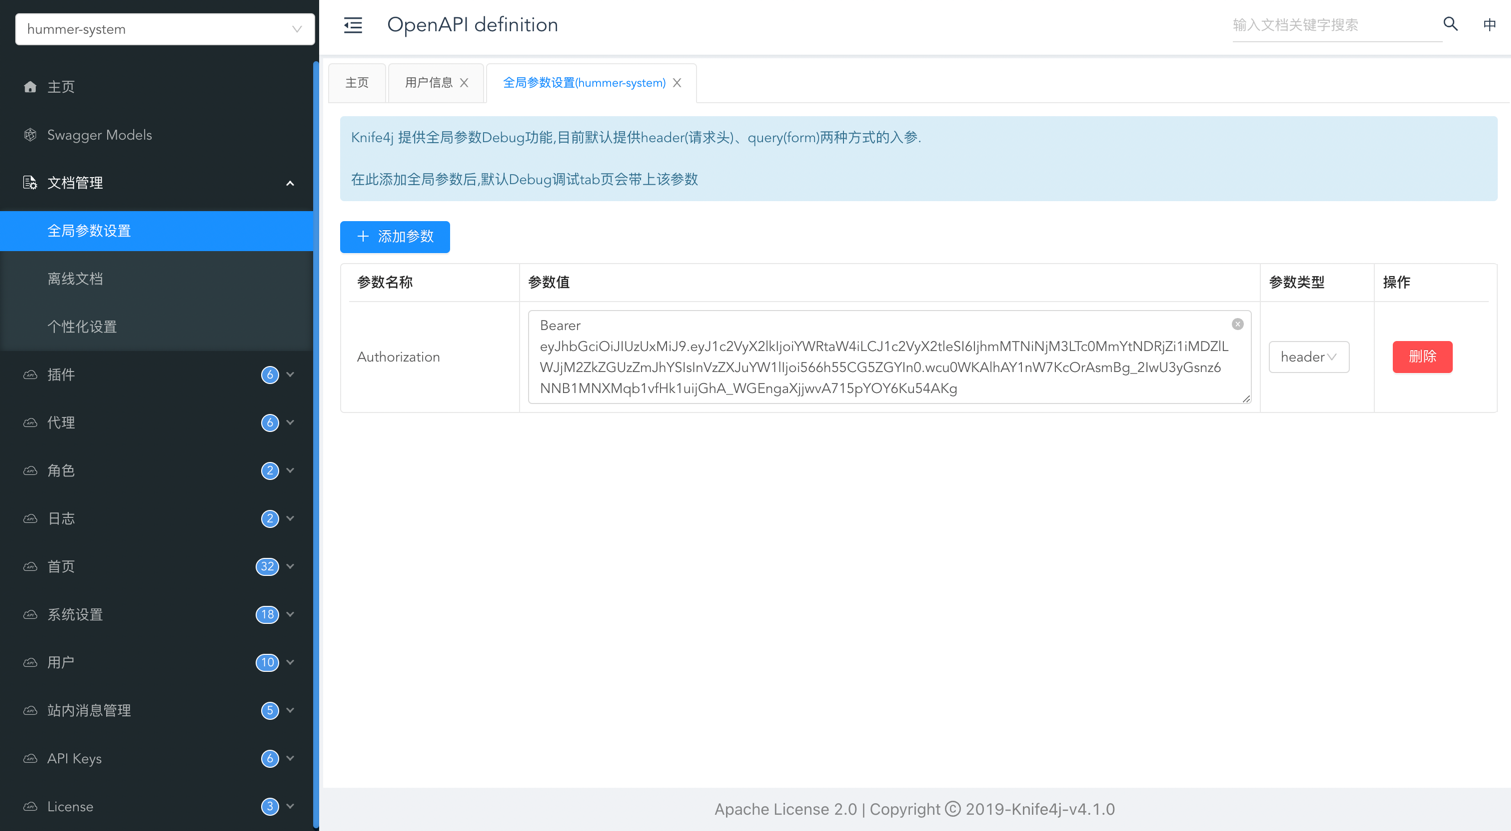 hummer-system
OpenAPI definition
输入文档关键字搜索
中
主页
Swagger Models
文档管理
全局参数设置
离线文档
个性化设置
插件 6
代理 6
角色 2
日志 2
首页 32
系统设置 18
用户 10
站内消息管理 5
API Keys 6
License 3
主页
用户信息
全局参数设置(hummer-system)
Knife4j 提供全局参数Debug功能,目前默认提供header(请求头)、query(form)两种方式的入参.
在此添加全局参数后,默认Debug调试tab页会带上该参数
添加参数
参数名称 参数值 参数类型 操作
Authorization
Bearer
eyJhbGciOiJIUzUxMiJ9.eyJ1c2VyX2lkIjoiYWRtaW4iLCJ1c2VyX2tleSI6IjhmMTNiNjM3LTc0MmYtNDRjZi1iMDZlL
WJjM2ZkZGUzZmJhYSIsInVzZXJuYW1lIjoi566h55CG5ZGYIn0.wcu0WKAlhAY1nW7KcOrAsmBg_2IwU3yGsnz6
NNB1MNXMqb1vfHk1uijGhA_WGEngaXjjwvA715pYOY6Ku54AKg
header
删除
Apache License 2.0 | Copyright © 2019-Knife4j-v4.1.0